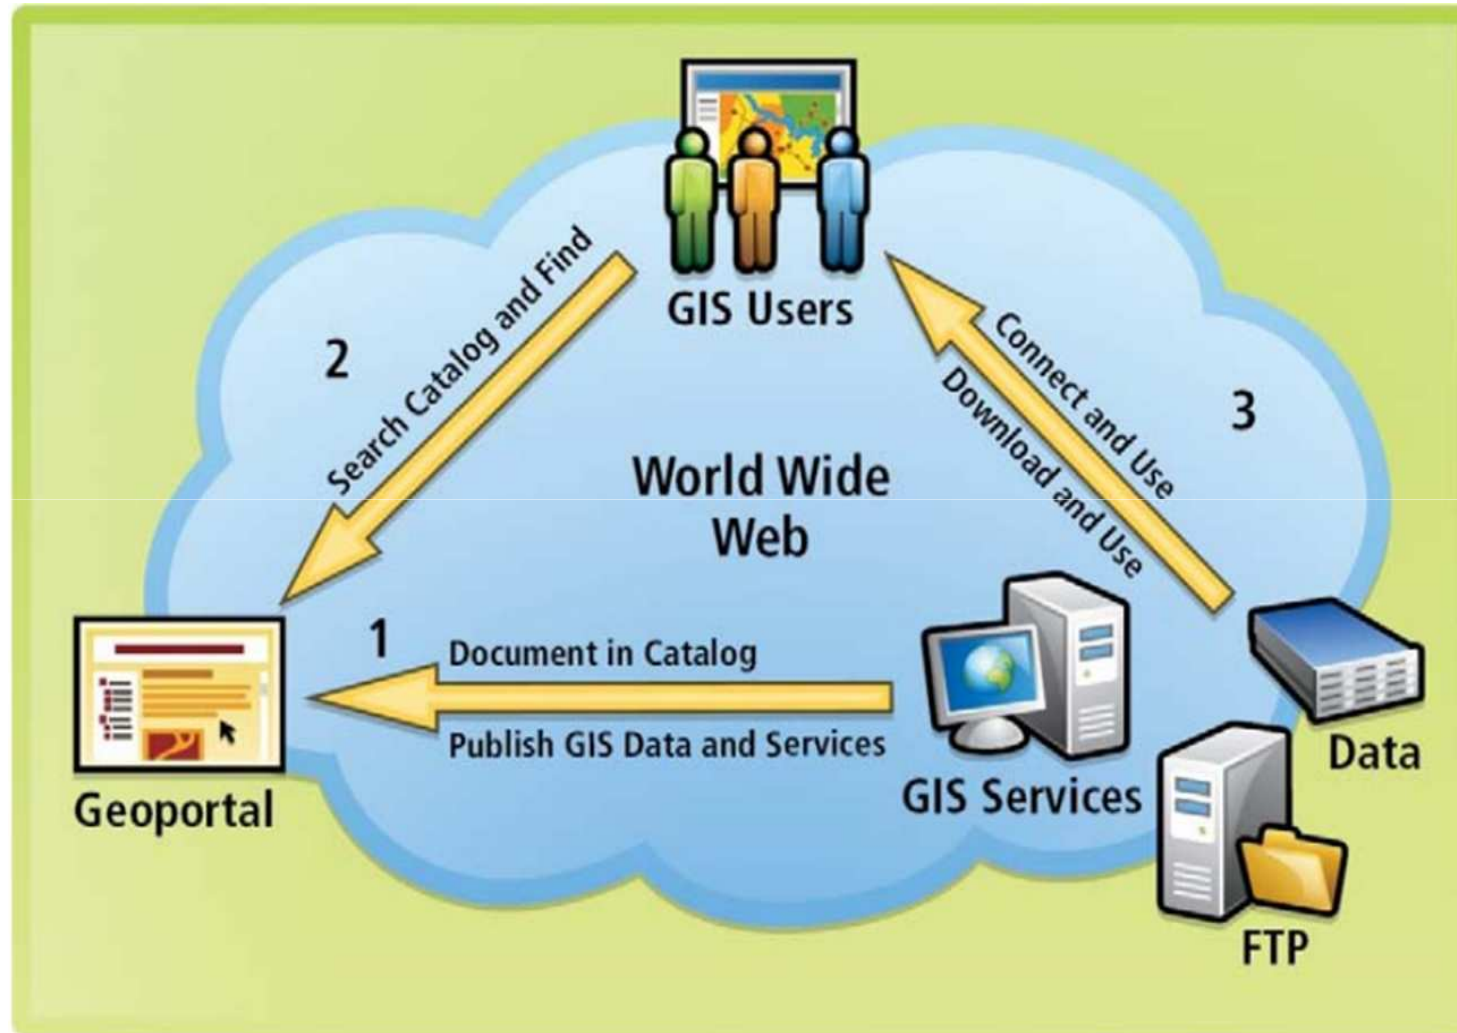 GIS Users
2
Search Catalog and Find
Connect and Use
Download and Use
3
World Wide
Web
1
Document in Catalog
Publish GIS Data and Services
Geoportal
GIS Services
Data
FTP